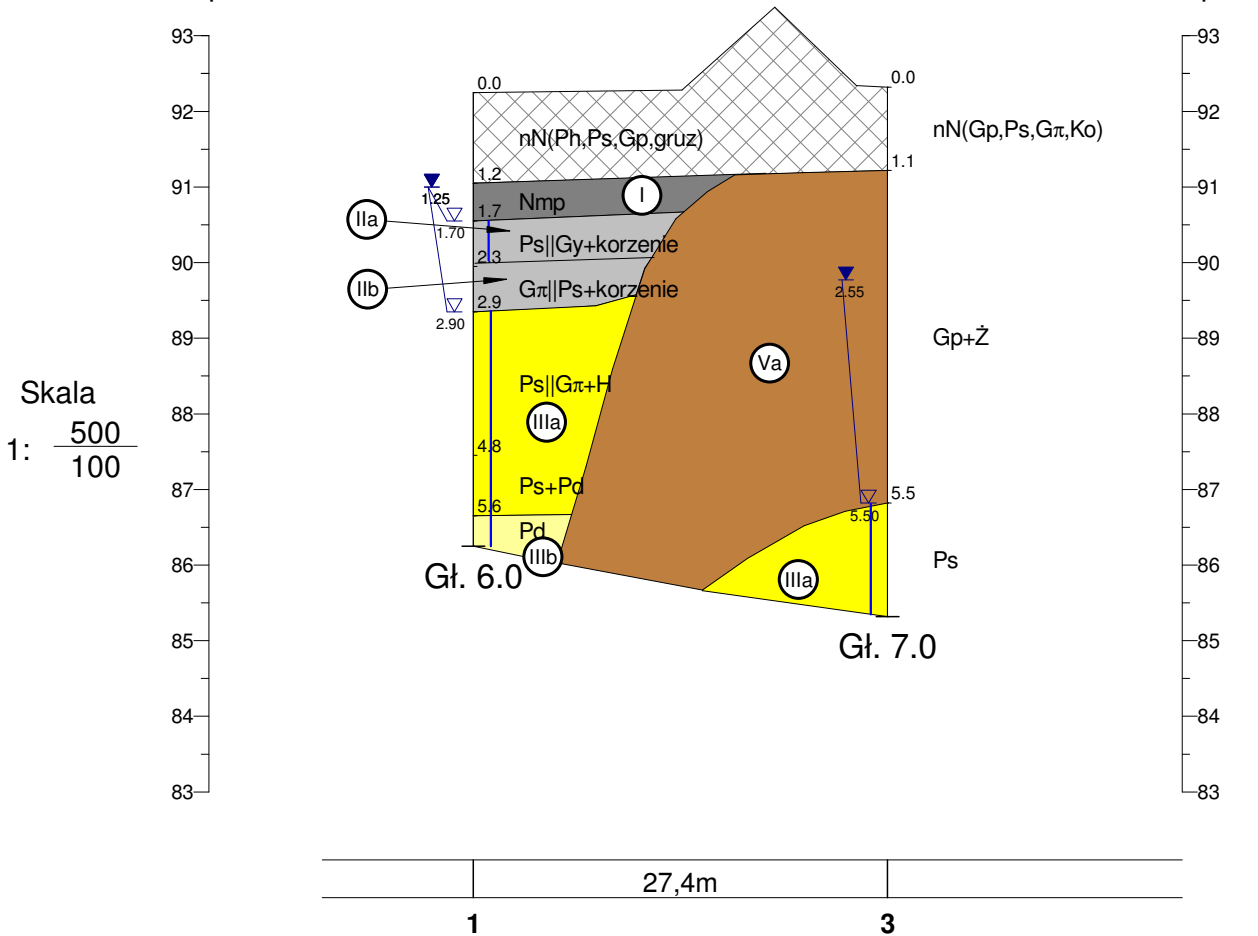 93
93
0.0
0.0
92
92
nN(Ph,Ps,Gp,gruz)
nN(Gp,Ps,Gπ,Ko)
1.2
1.1
91
91
1.25
I
Nmp
1.7
IIa
1.70
Ps||Gy+korzenie
2.3
90
90
IIb
Gπ||Ps+korzenie
2.55
2.9
2.90
89
89
Gp+Ż
Va
Skala
1: 500
100
Ps||Gπ+H
IIIa
88
88
4.8
87
87
Ps+Pd
5.5
5.6
5.50
Pd
IIIb
86
86
Ps
Gł. 6.0
IIIa
85
85
Gł. 7.0
84
84
83
83
27,4m
1
3